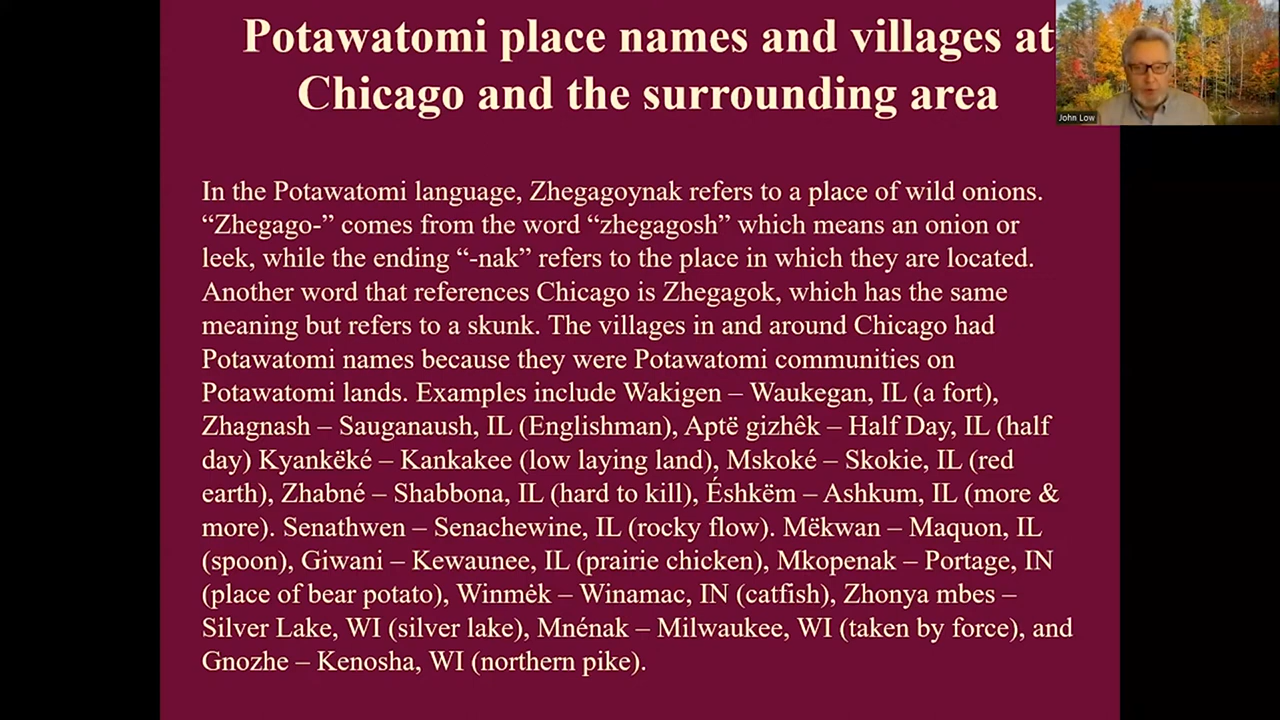 Potawatomi place names and villages at
Chicago and the surrounding area
John Low
In the Potawatomi language, Zhegagoynak refers to a place of wild onions.
“Zhegago-” comes from the word “zhegagosh” which means an onion or
leek, while the ending “-nak” refers to the place in which they are located.
Another word that references Chicago is Zhegagok, which has the same
meaning but refers to a skunk. The villages in and around Chicago had
Potawatomi names because they were Potawatomi communities on
Potawatomi lands. Examples include Wakigen – Waukegan, IL (a fort),
Zhagnash – Sauganaush, IL (Englishman), Aptë gizhêk – Half Day, IL (half
day) Kyankëké – Kankakee (low laying land), Mskoké – Skokie, IL (red
earth), Zhabné – Shabbona, IL (hard to kill), Éshkëm – Ashkum, IL (more &
more). Senathwen – Senachewine, IL (rocky flow). Mëkwan – Maquon, IL
(spoon), Giwani – Kewaunee, IL (prairie chicken), Mkopenak – Portage, IN
(place of bear potato), Winmėk – Winamac, IN (catfish), Zhonya mbes –
Silver Lake, WI (silver lake), Mnénak – Milwaukee, WI (taken by force), and
Gnozhe – Kenosha, WI (northern pike).